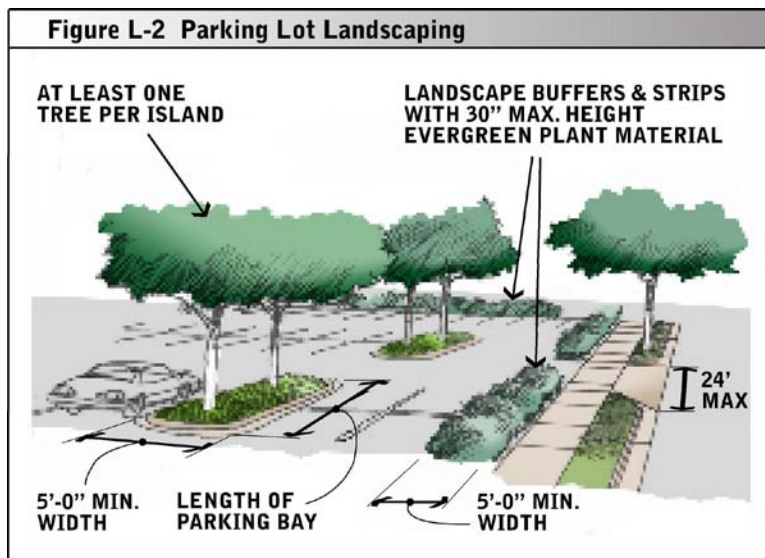 Figure L-2 Parking Lot Landscaping
AT LEAST ONE
TREE PER ISLAND
LANDSCAPE BUFFERS & STRIPS
WITH 30” MAX. HEIGHT
EVERGREEN PLANT MATERIAL
24’
MAX
5’-0” MIN.
WIDTH
LENGTH OF
PARKING BAY
5’-0” MIN.
WIDTH